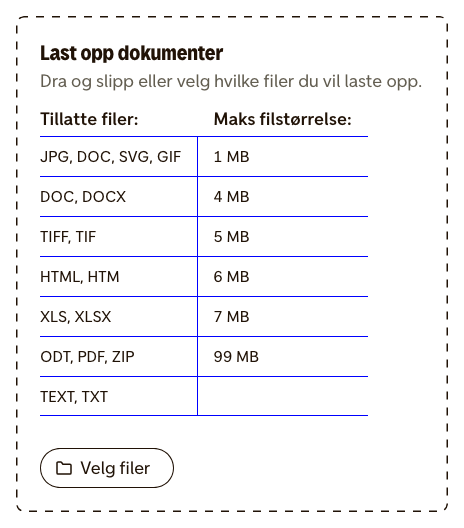 Last opp dokumenter
Dra og slipp eller velg hvilke filer du vil laste opp.
Tillatte filer: Maks filstørrelse:
JPG, DOC, SVG, GIF 1 MB
DOC, DOCX 4 MB
TIFF, TIF 5 MB
HTML, HTM 6 MB
XLS, XLSX 7 MB
ODT, PDF, ZIP 99 MB
TEXT, TXT
Velg filer